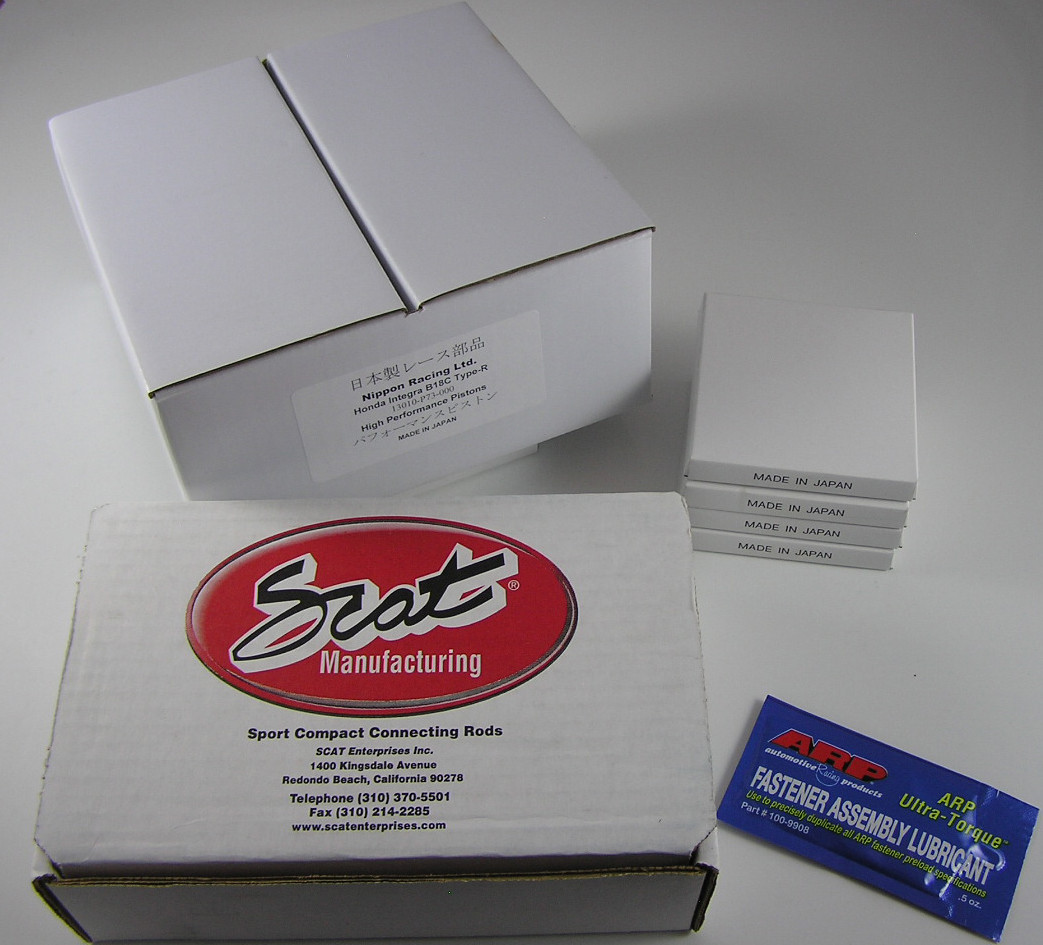 日本製レース部品
Nippon Racing Ltd.
Honda Integra B18C Type-R
13010-P73-000
High Performance Pistons
パフォーマンスピストン
MADE IN JAPAN
MADE IN JAPAN
MADE IN JAPAN
MADE IN JAPAN
MADE IN JAPAN
Scat®
Manufacturing
Sport Compact Connecting Rods
SCAT Enterprises Inc.
1400 Kingsdale Avenue
Redondo Beach, California 90278
Telephone (310) 370-5501
Fax (310) 214-2285
www.scatenterprises.com
ARP
automotive Racing products
ARP
Ultra-Torque™
FASTENER ASSEMBLY LUBRICANT
Use to precisely duplicate all ARP fastener preload specifications
Part # 100-9908
.5 oz.